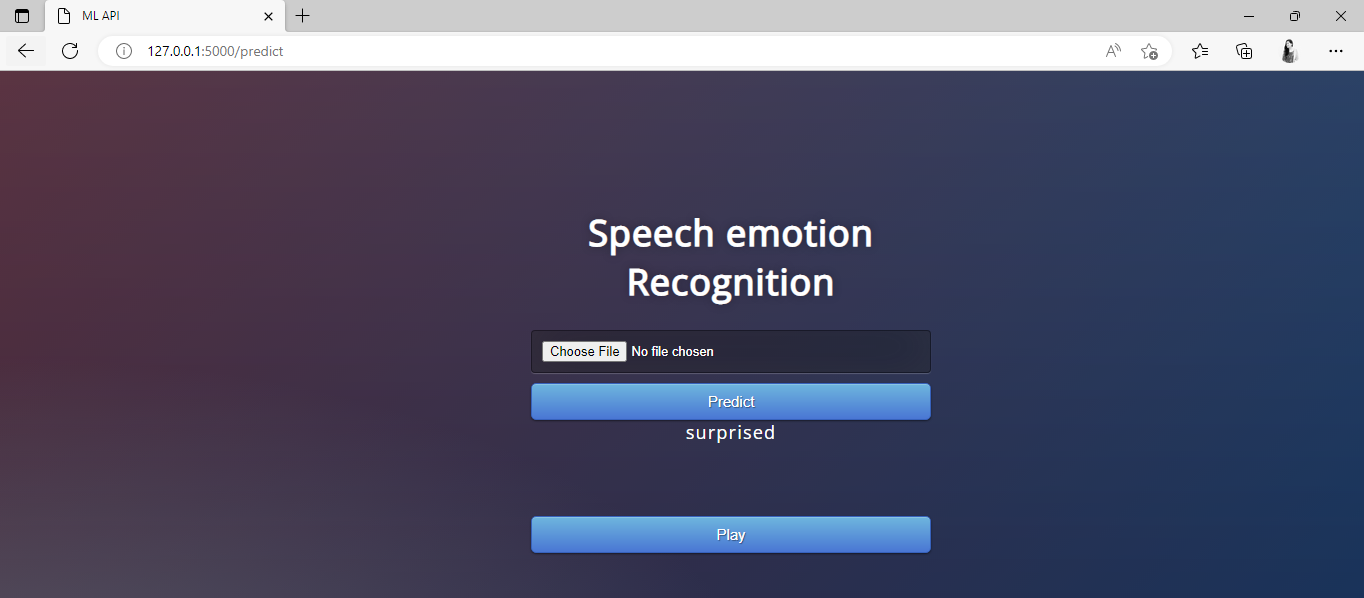 ML API
127.0.0.1:5000/predict
Speech emotion
Recognition
Choose File No file chosen
Predict
surprised
Play